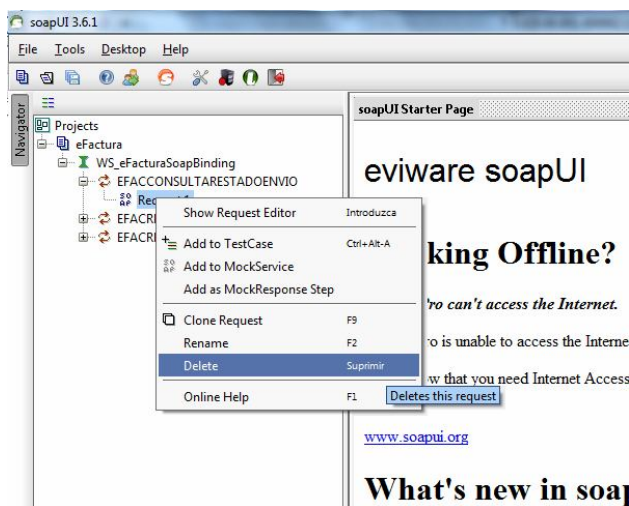 soapUI 3.6.1
File Tools Desktop Help
Navigator
soapUI Starter Page
Projects
eFactura
WS_eFacturaSoapBinding
EFACCONSULTARESTADOENVIO
EFACR
EFACR
Show Request Editor Introduzca
Add to TestCase Ctrl+Alt-A
Add to MockService
Add as MockResponse Step
Clone Request F9
Rename F2
Delete Suprimir
Online Help F1
Deletes this request
eviware soapUI
king Offline?
ro can't access the Internet.
o is unable to access the Interne
w that you need Internet Access
www.soapui.org
What's new in soap